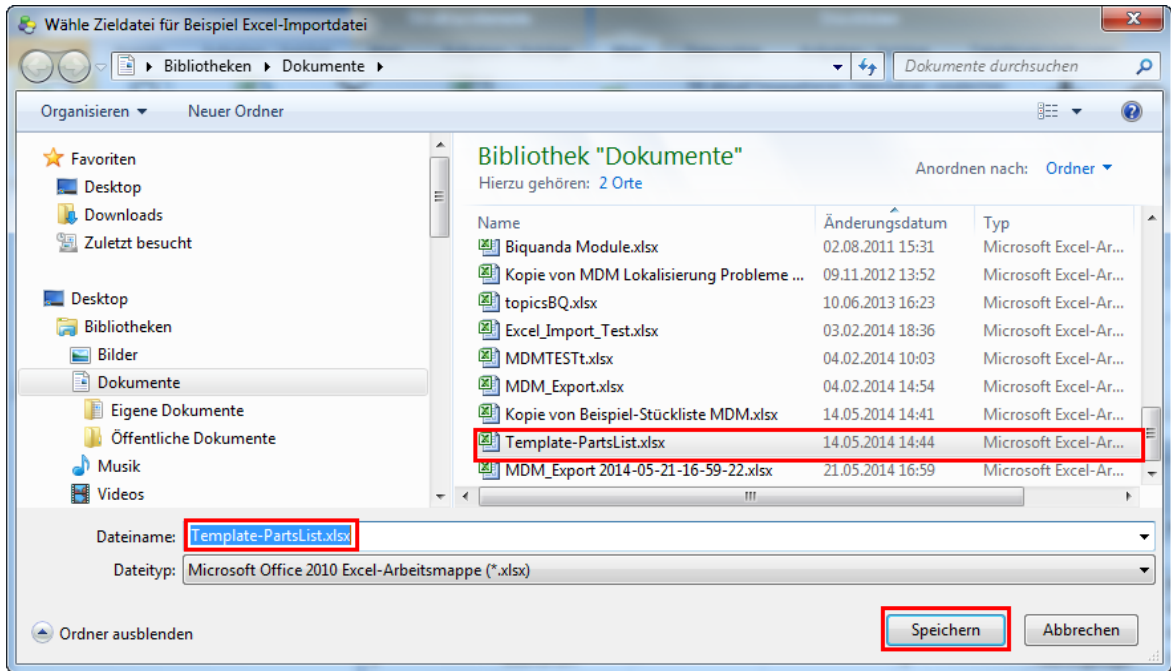 Wähle Zieldatei für Beispiel Excel-Importdatei
Bibliotheken Dokumente
Dokumente durchsuchen
Organisieren Neuer Ordner
Favoriten
Desktop
Downloads
Zuletzt besucht
Desktop
Bibliotheken
Bilder
Dokumente
Eigene Dokumente
Öffentliche Dokumente
Musik
Videos
Bibliothek "Dokumente"
Hierzu gehören: 2 Orte
Anordnen nach: Ordner
Name Änderungsdatum Typ
Biquanda Module.xlsx 02.08.2011 15:31 Microsoft Excel-Ar...
Kopie von MDM Lokalisierung Probleme ... 09.11.2012 13:52 Microsoft Excel-Ar...
topicsBQ.xlsx 10.06.2013 16:23 Microsoft Excel-Ar...
Excel_Import_Test.xlsx 03.02.2014 18:36 Microsoft Excel-Ar...
MDMTESTt.xlsx 04.02.2014 10:03 Microsoft Excel-Ar...
MDM_Export.xlsx 04.02.2014 14:54 Microsoft Excel-Ar...
Kopie von Beispiel-Stückliste MDM.xlsx 14.05.2014 14:41 Microsoft Excel-Ar...
Template-PartsList.xlsx 14.05.2014 14:44 Microsoft Excel-Ar...
MDM_Export 2014-05-21-16-59-22.xlsx 21.05.2014 16:59 Microsoft Excel-Ar...
Dateiname: Template-PartsList.xlsx
Dateityp: Microsoft Office 2010 Excel-Arbeitsmappe (*.xlsx)
Ordner ausblenden
Speichern
Abbrechen